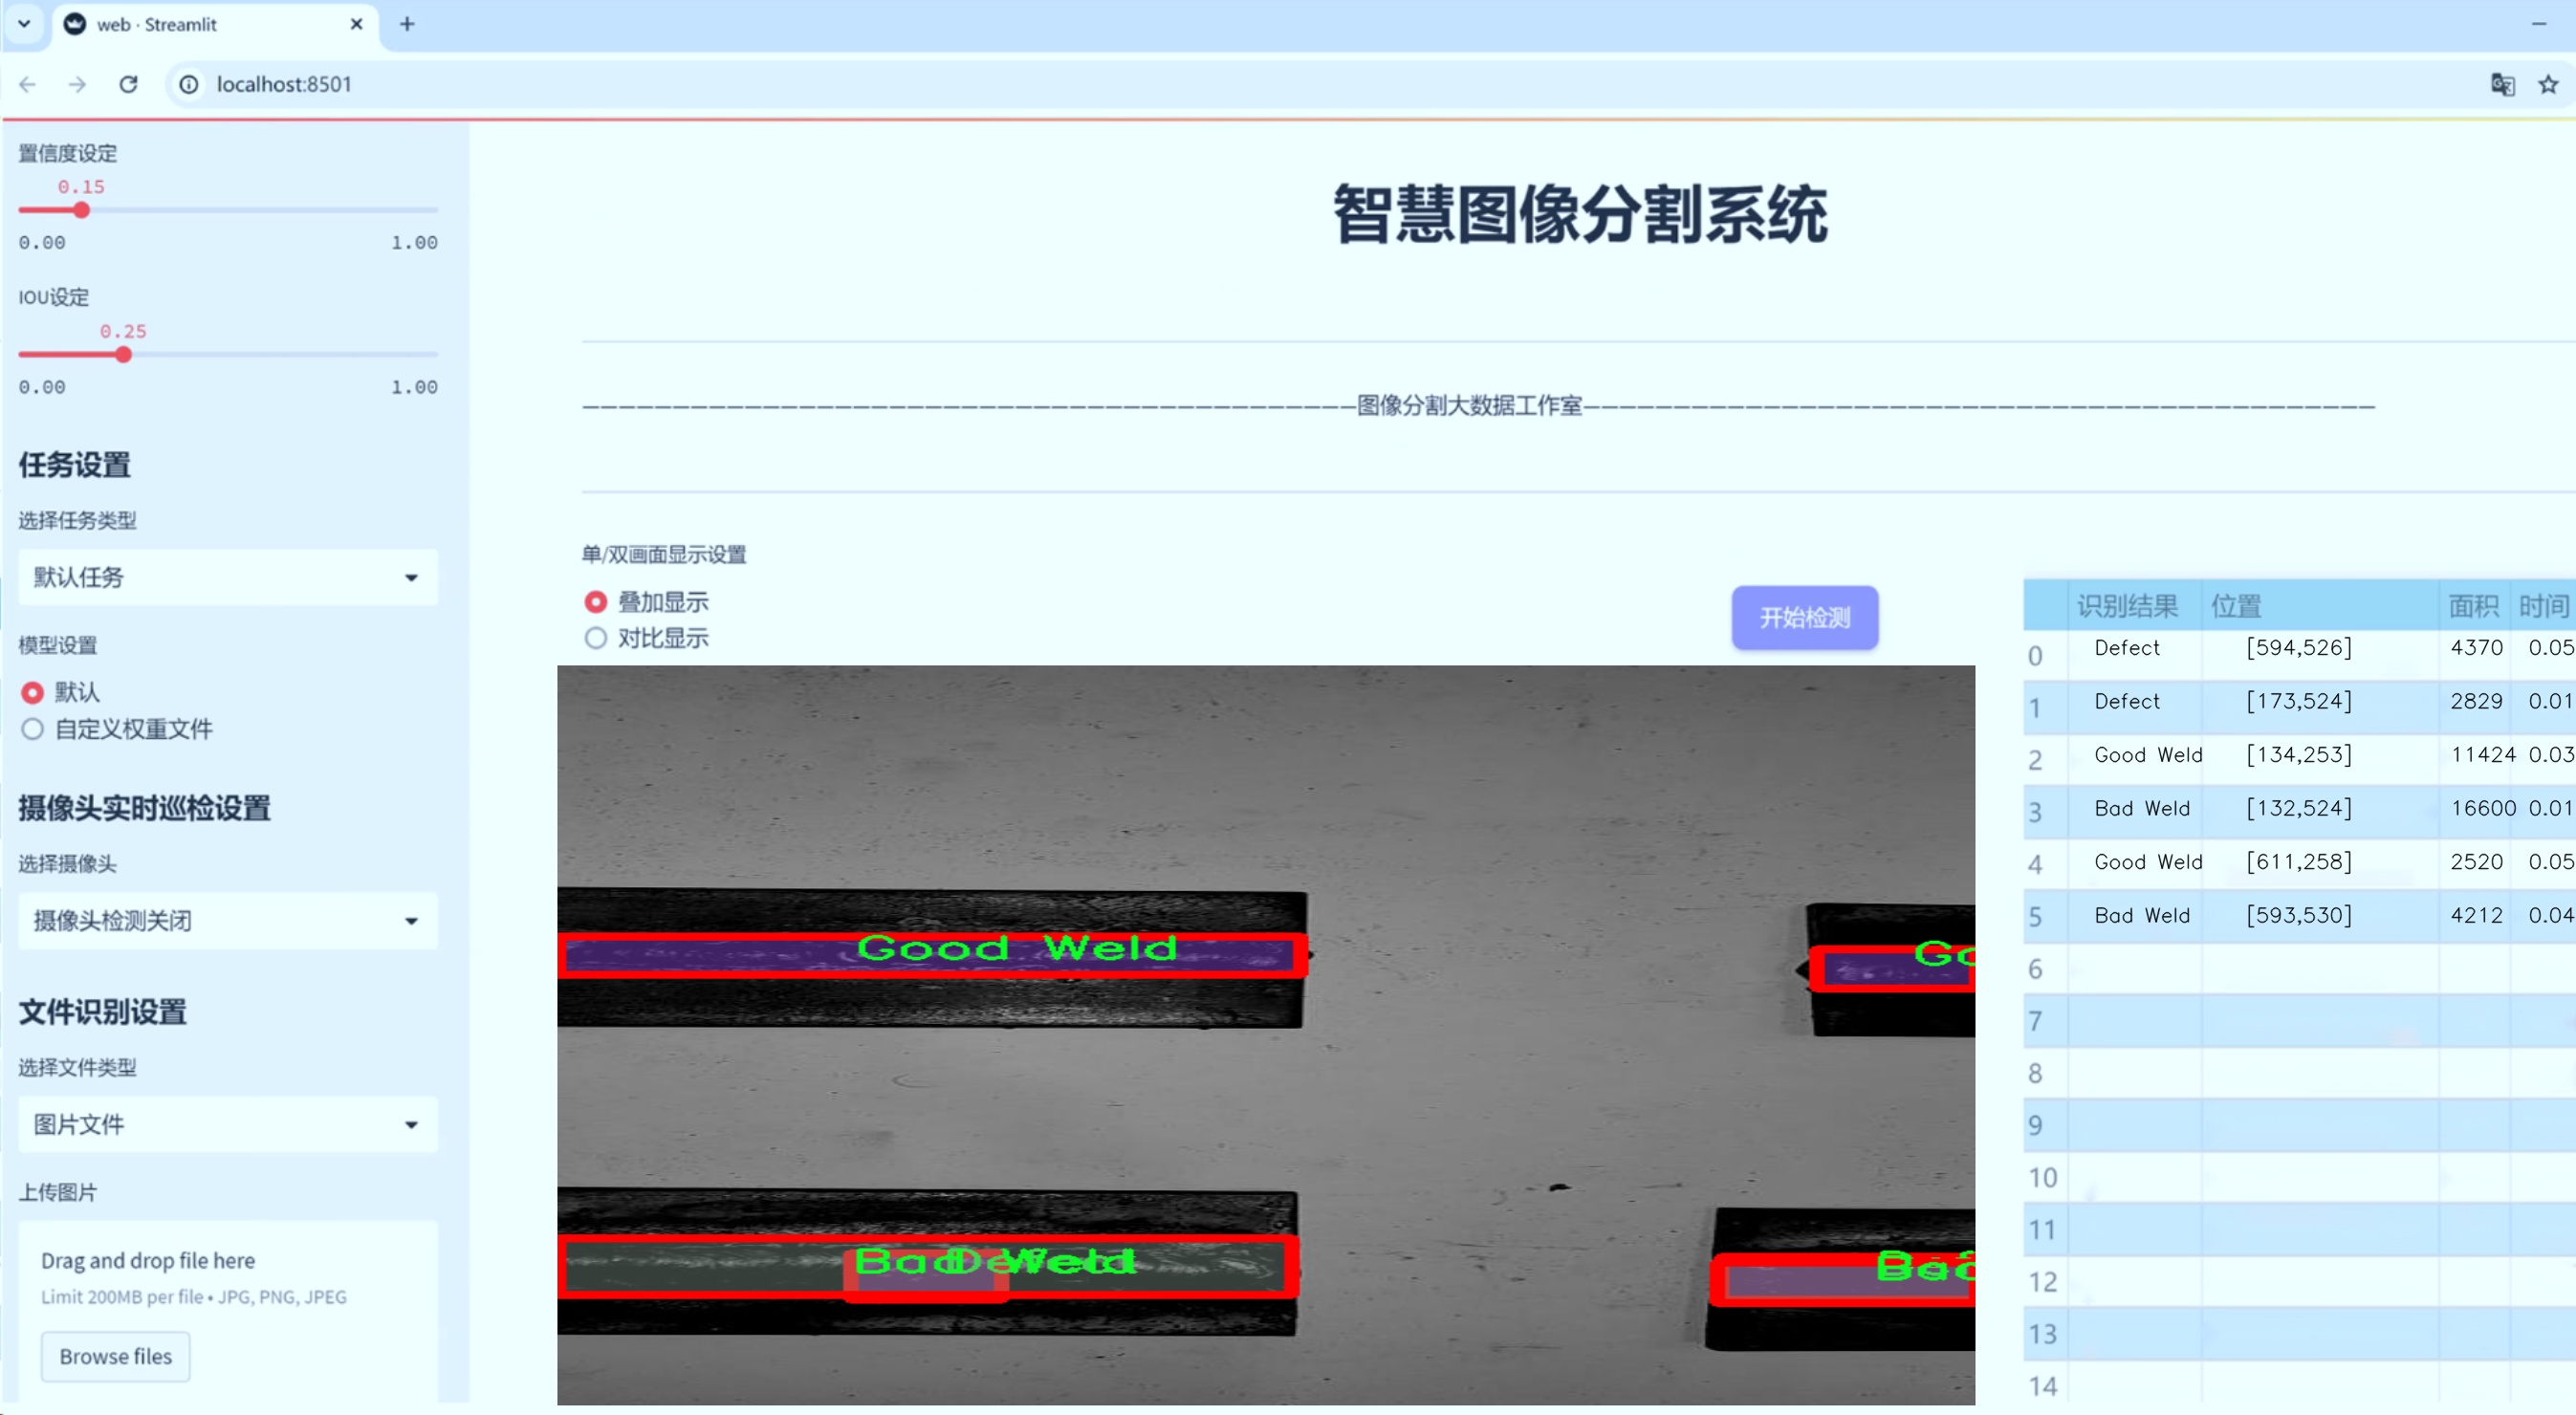 web · Streamlit
localhost:8501
置信度设定
0.15
0.00 1.00
IOU设定
0.25
0.00 1.00
任务设置
选择任务类型
默认任务
模型设置
默认
自定义权重文件
摄像头实时巡检设置
选择摄像头
摄像头检测关闭
文件识别设置
选择文件类型
图片文件
上传图片
Drag and drop file here
Limit 200MB per file • JPG, PNG, JPEG
Browse files
智慧图像分割系统
图像分割大数据工作室
单/双画面显示设置
叠加显示
对比显示
开始检测
Good Weld
Go
Bad Weld
识别结果 位置 面积 时间
0 Defect [594,526] 4370 0.05
1 Defect [173,524] 2829 0.01
2 Good Weld [134,253] 11424 0.03
3 Bad Weld [132,524] 16600 0.01
4 Good Weld [611,258] 2520 0.05
5 Bad Weld [593,530] 4212 0.04
6
7
8
9
10
11
12
13
14